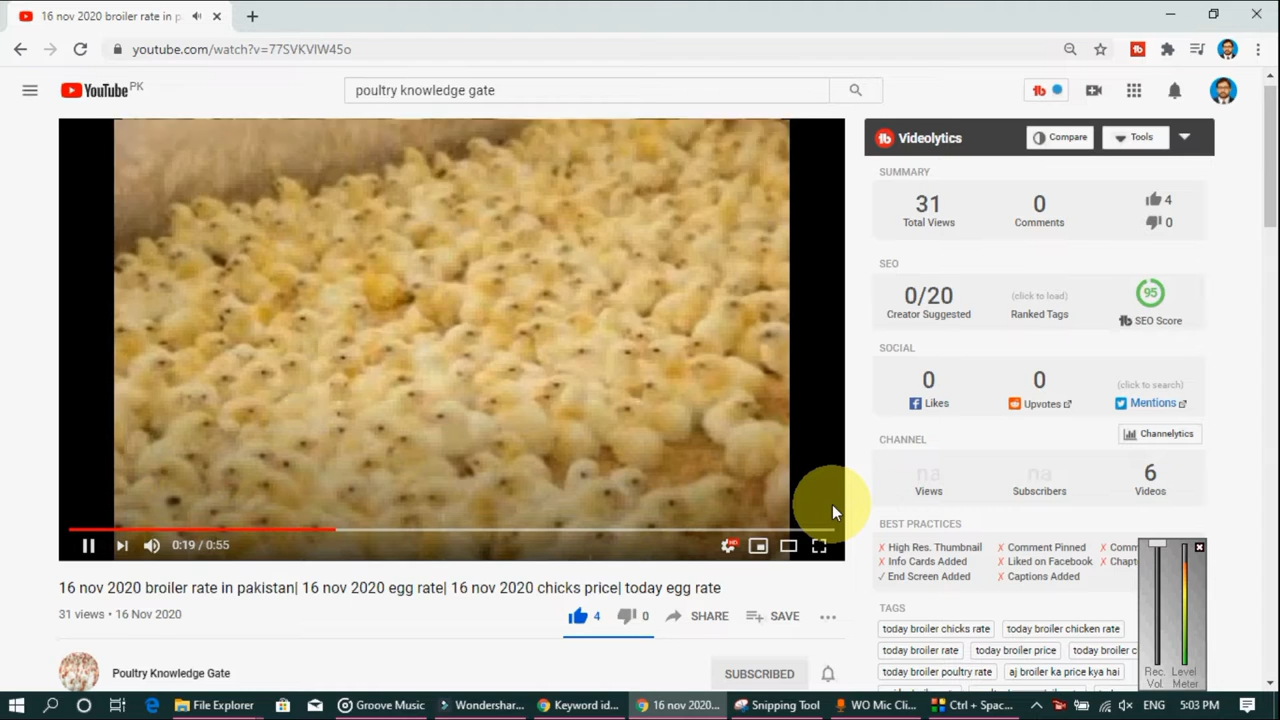 16 nov 2020 broiler rate in p
youtube.com/watch?v=77SVKVIW45o
YouTube PK
poultry knowledge gate
Videolytics
Compare
Tools
SUMMARY
31
0
4
Total Views
Comments
0
SEO
0/20
(click to load)
95
Creator Suggested
Ranked Tags
SEO Score
SOCIAL
0
0
(click to search)
Likes
Upvotes
Mentions
Channelytics
CHANNEL
na
na
6
Views
Subscribers
Videos
BEST PRACTICES
✗ High Res. Thumbnail ✗ Comment Pinned ✗ Comm
✗ Info Cards Added ✗ Liked on Facebook ✗ Chapt
✓ End Screen Added ✗ Captions Added
TAGS
today broiler chicks rate today broiler chicken rate
today broiler rate today broiler price today broiler c
today broiler poultry rate aj broiler ka price kya hai
Rec. Vol
Level Meter
0:19 / 0:55
HD
16 nov 2020 broiler rate in pakistan| 16 nov 2020 egg rate| 16 nov 2020 chicks price| today egg rate
31 views • 16 Nov 2020
4
0
SHARE
SAVE
Poultry Knowledge Gate
SUBSCRIBED
File Explorer
Groove Music
Wondershar...
Keyword id...
16 nov 2020...
Snipping Tool
WO Mic Cli...
Ctrl + Spac...
ENG
5:03 PM